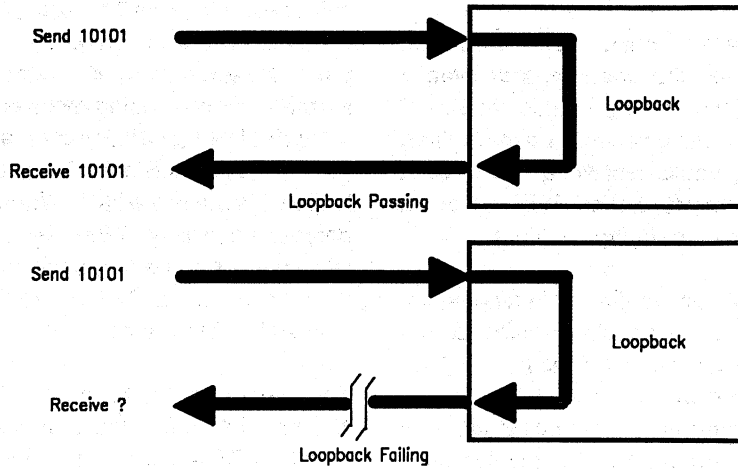 Send 10101
Loopback
Receive 10101
Loopback Passing
Send 10101
Loopback
Receive ?
Loopback Failing